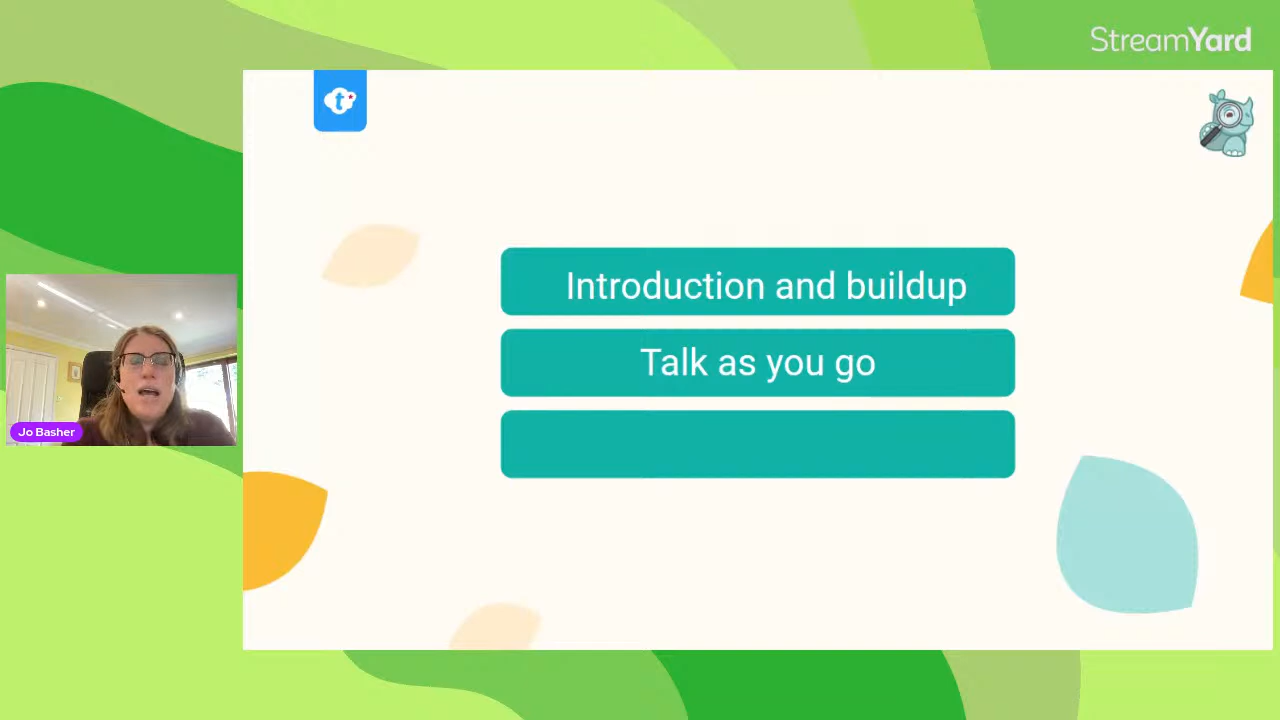 StreamYard
t
Introduction and buildup
Talk as you go
Jo Basher